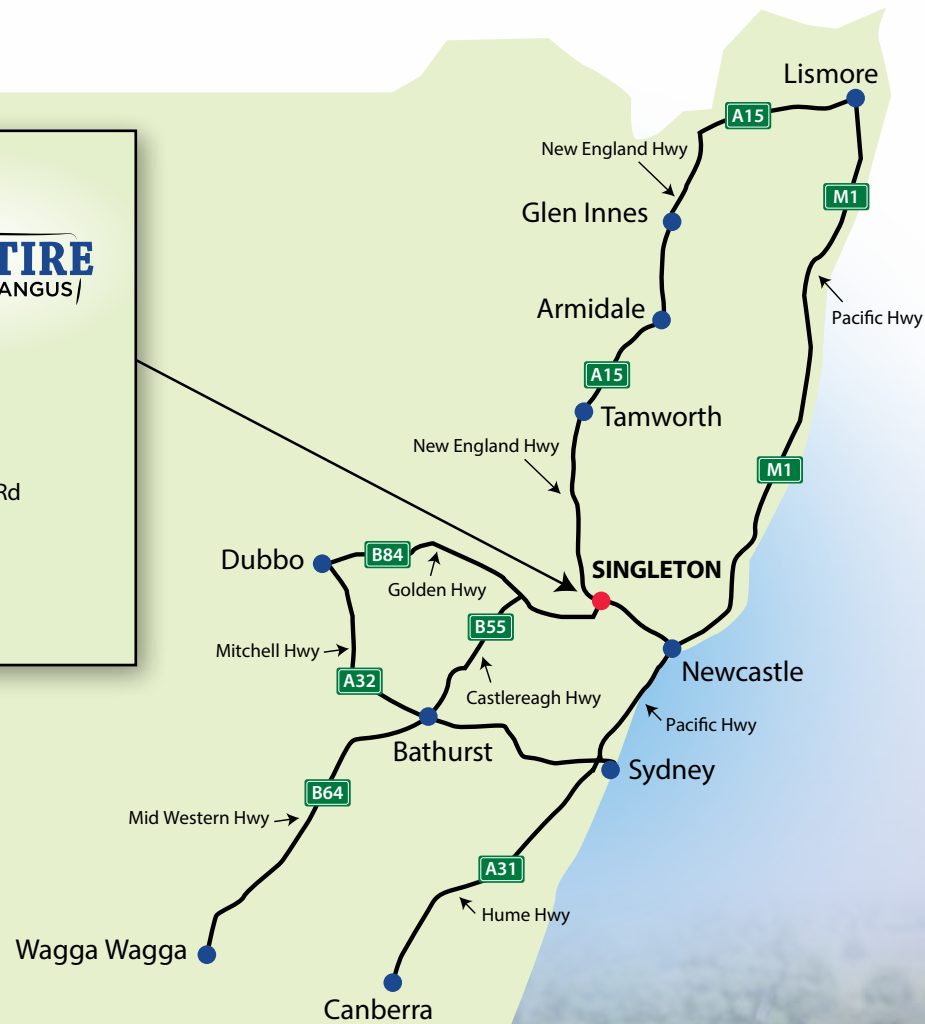 Lismore
A15
New England Hwy
M1
Glen Innes
TIRE
ANGUS
Armidale
Pacific Hwy
A15
Tamworth
New England Hwy
M1
Rd
Dubbo
B84
SINGLETON
Golden Hwy
B55
Mitchell Hwy
Newcastle
A32
Castlereagh Hwy
Pacific Hwy
Bathurst
Sydney
B64
Mid Western Hwy
A31
Hume Hwy
Wagga Wagga
Canberra